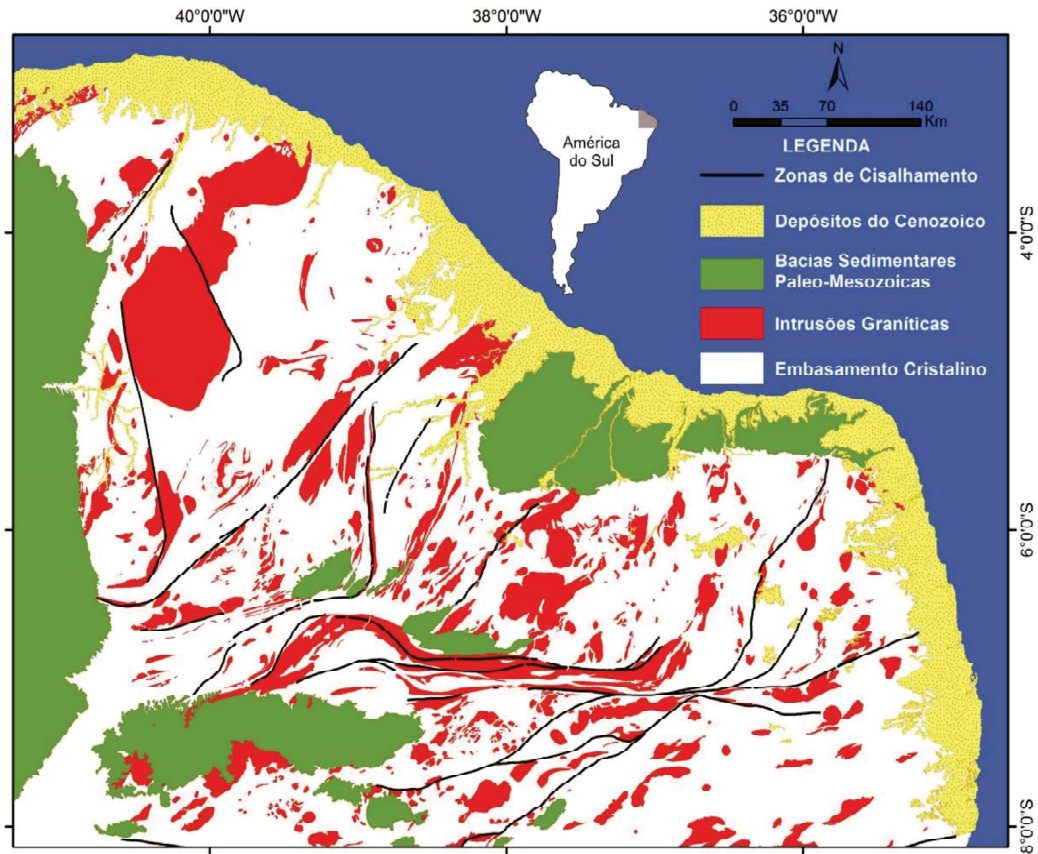 40°0'0"W
38°0'0"W
36°0'0"W
N
0 35 70 140
Km
América
do Sul
LEGENDA
Zonas de Cisalhamento
Depósitos do Cenozoico
Bacias Sedimentares
Paleo-Mesozoicas
Intrusões Graníticas
Embasamento Cristalino
4°0'0"S
6°0'0"S
8°0'0"S